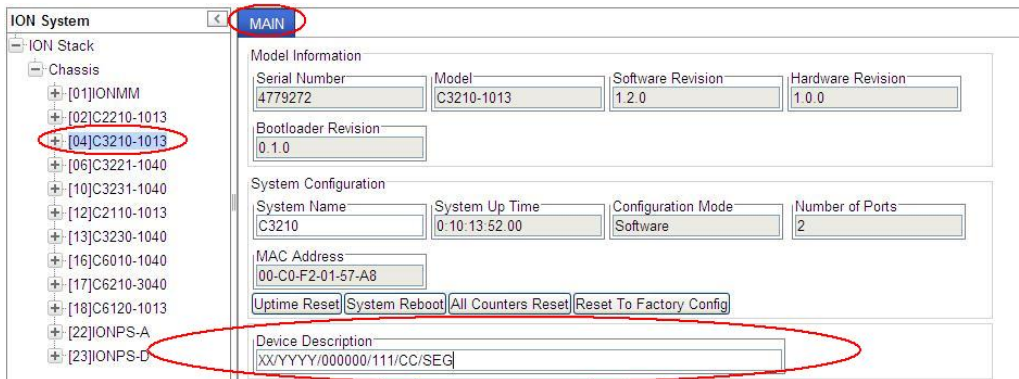 ION System
<
ION Stack
Chassis
[01]IONMM
[02]C2210-1013
[04]C3210-1013
[06]C3221-1040
[10]C3231-1040
[12]C2110-1013
[13]C3230-1040
[16]C6010-1040
[17]C6210-3040
[18]C6120-1013
[22]IONPS-A
[23]IONPS-D
MAIN
Model Information
Serial Number Model Software Revision Hardware Revision
4779272 C3210-1013 1.2.0 1.0.0
Bootloader Revision
0.1.0
System Configuration
System Name System Up Time Configuration Mode Number of Ports
C3210 0:10:13:52.00 Software 2
MAC Address
00-C0-F2-01-57-A8
Uptime Reset System Reboot All Counters Reset Reset To Factory Config
Device Description
XX/YYYY/000000/111/CC/SEG